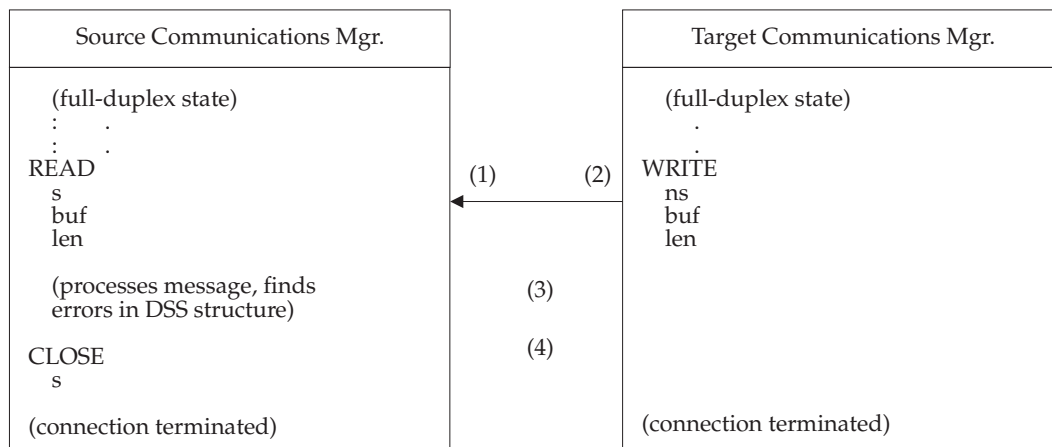 Source Communications Mgr.
Target Communications Mgr.
(full-duplex state)
: .
: .
READ
s
buf
len
(processes message, finds
errors in DSS structure)
CLOSE
s
(connection terminated)
(1)
(2)
(3)
(4)
(full-duplex state)
.
.
WRITE
ns
buf
len
(connection terminated)